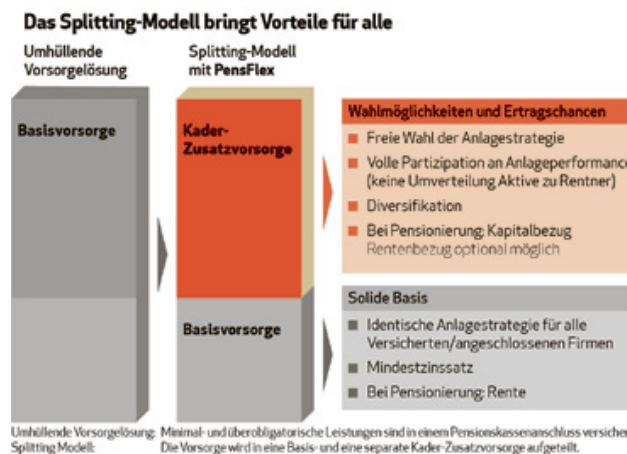 Das Splitting-Modell bringt Vorteile für alle
Umhüllende
Vorsorgelösung
Splitting-Modell
mit PensFlex
Basisvorsorge
Kader-
Zusatzvorsorge
Basisvorsorge
Wahlmöglichkeiten und Ertragschancen
Freie Wahl der Anlagestrategie
Volle Partizipation an Anlageperformance
(keine Umverteilung Aktive zu Rentner)
Diversifikation
Bei Pensionierung: Kapitalbezug
Rentenbezug optional möglich
Solide Basis
Identische Anlagestrategie für alle
Versicherten/angeschlossenen Firmen
Mindestzinssatz
Bei Pensionierung: Rente
Umhüllende Vorsorgelösung: Minimal- und überobligatorische Leistungen sind in einem Pensionskassenanschluss versicher
Splitting Modell: Die Vorsorge wird in eine Basis- und eine separate Kader-Zusatzvorsorge aufgeteilt.